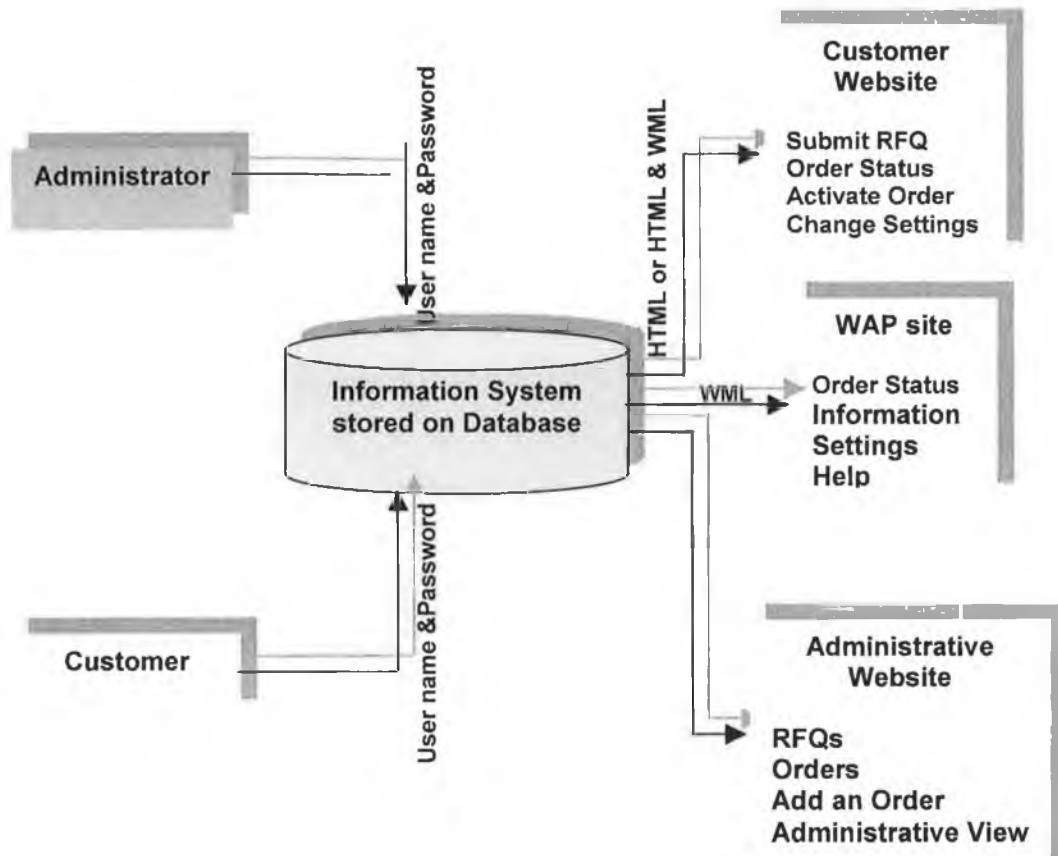 Customer
Website
Submit RFQ
Order Status
Activate Order
Change Settings
Administrator
User name &Password
HTML or HTML & WML
WAP site
Order Status
Information
Settings
Help
WML
Information System
stored on Database
User name &Password
Customer
Administrative
Website
RFQs
Orders
Add an Order
Administrative View